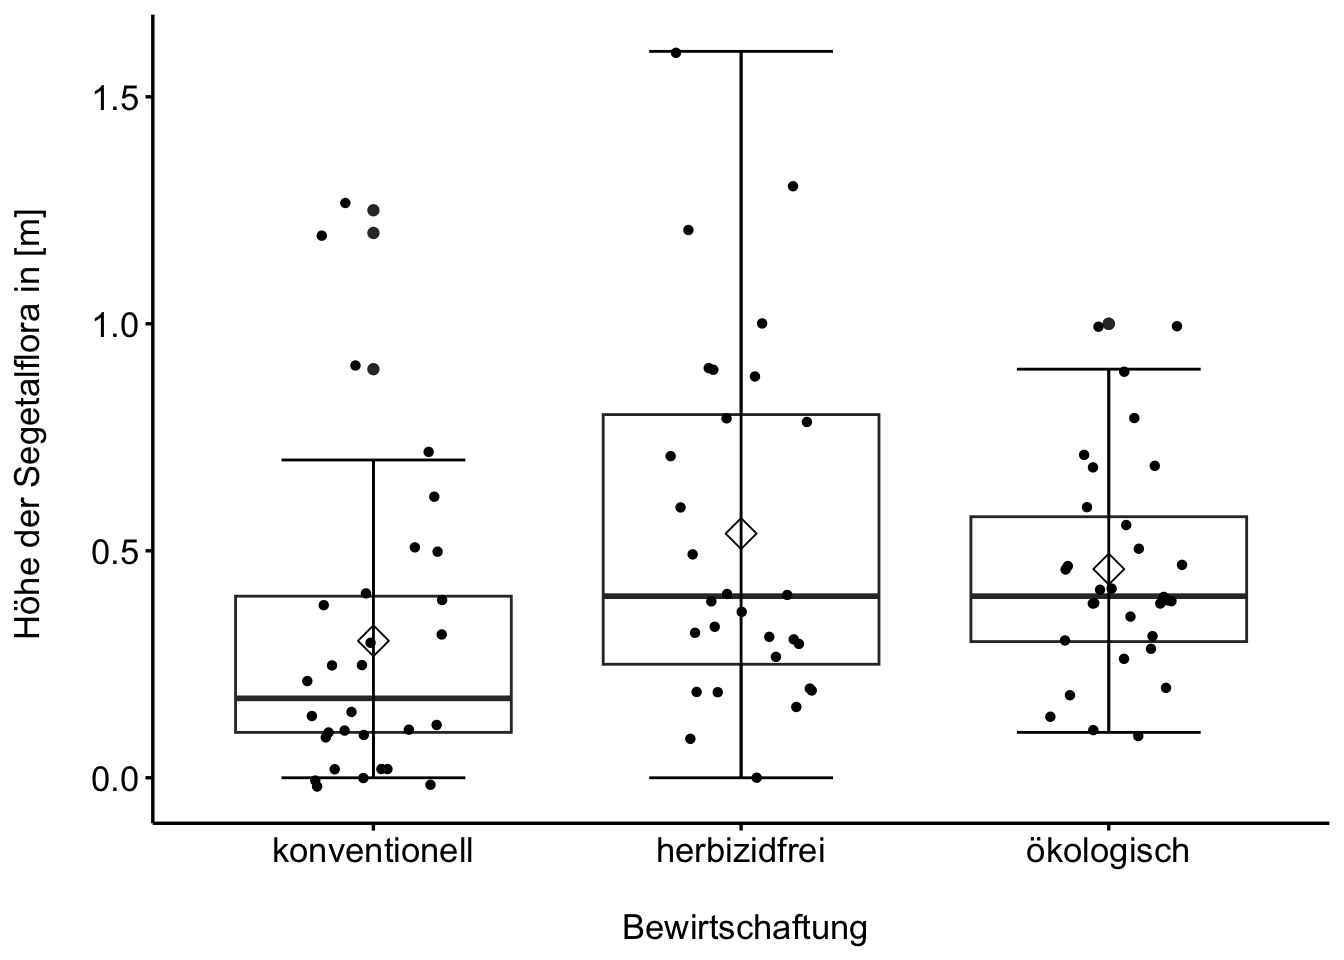 Höhe der Segetalflora in [m]
1.5
1.0
0.5
0.0
konventionell
herbizidfrei
ökologisch
Bewirtschaftung